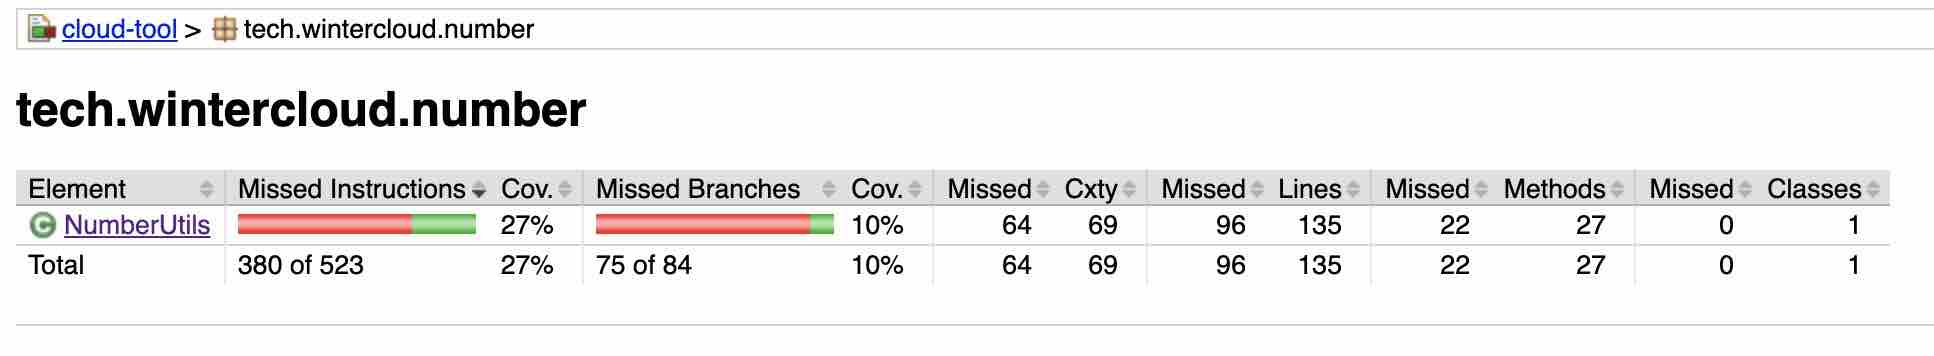 cloud-tool > tech.wintercloud.number
tech.wintercloud.number
Element Missed Instructions Cov. Missed Branches Cov. Missed Cxty Missed Lines Missed Methods Missed Classes
C NumberUtils 27% 10% 64 69 96 135 22 27 0 1
Total 380 of 523 27% 75 of 84 10% 64 69 96 135 22 27 0 1